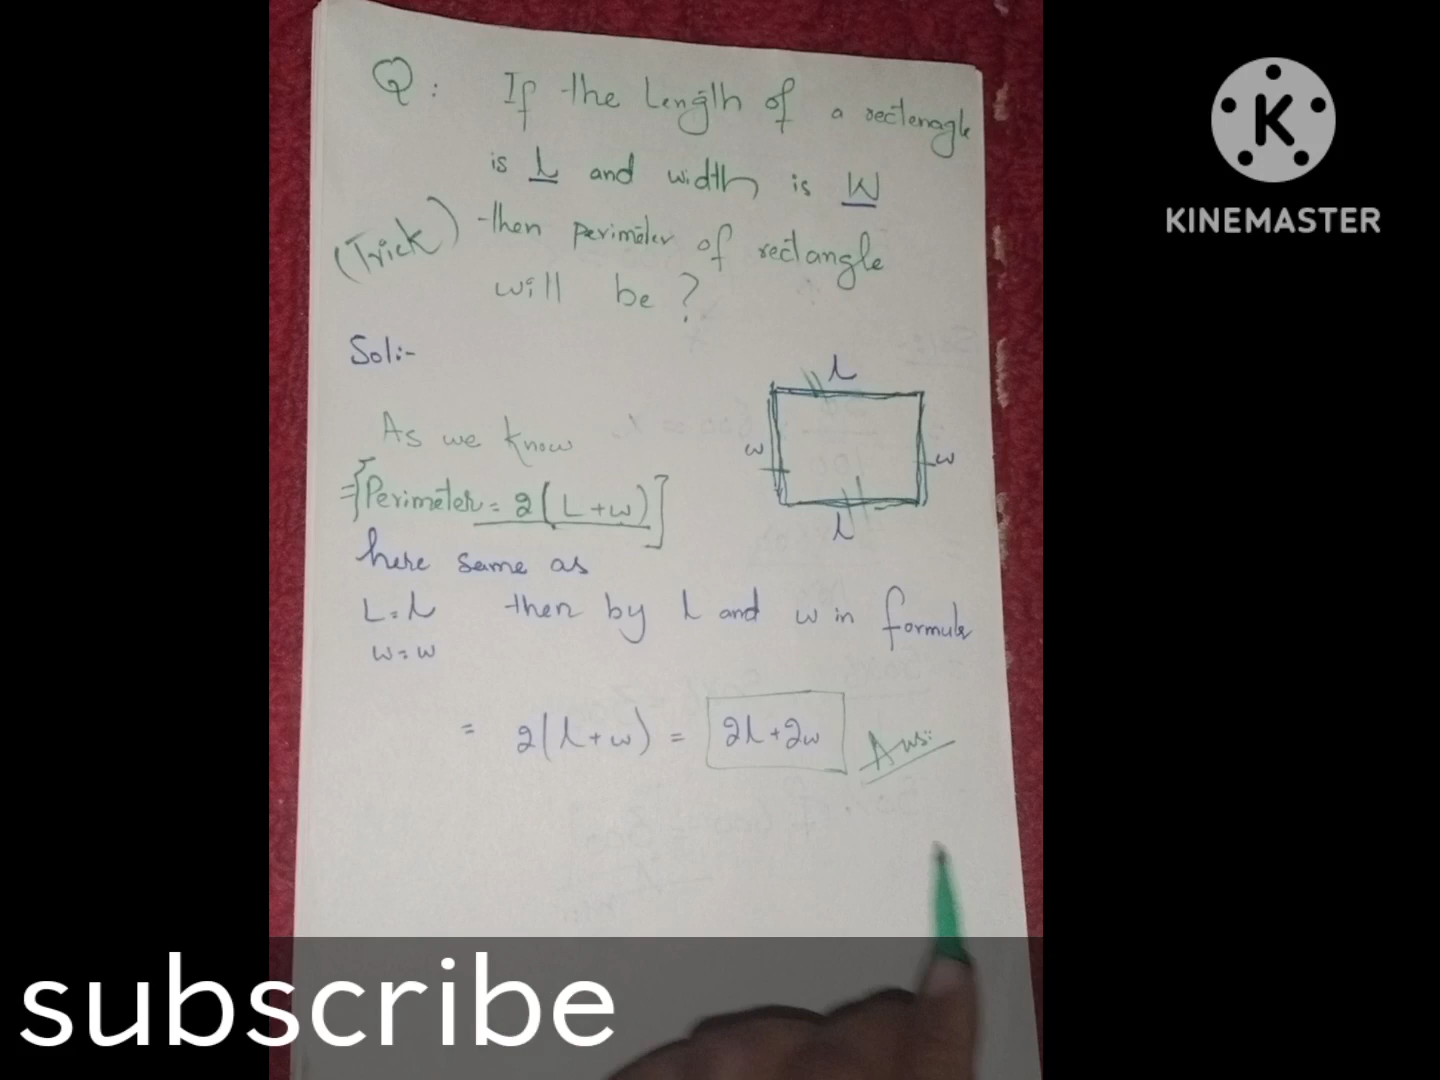 Q: If the Length of a rectenagle
is L and width is W
(Trick) then perimeter of rectangle
will be ?
Sol:-
L
w w
L
As we know
=[Perimeter = 2(L+w)]
here same as
L=L then by L and w in formula
w=w
= 2(L+w) = 2L+2w Ans:
K
KINEMASTER
subscribe